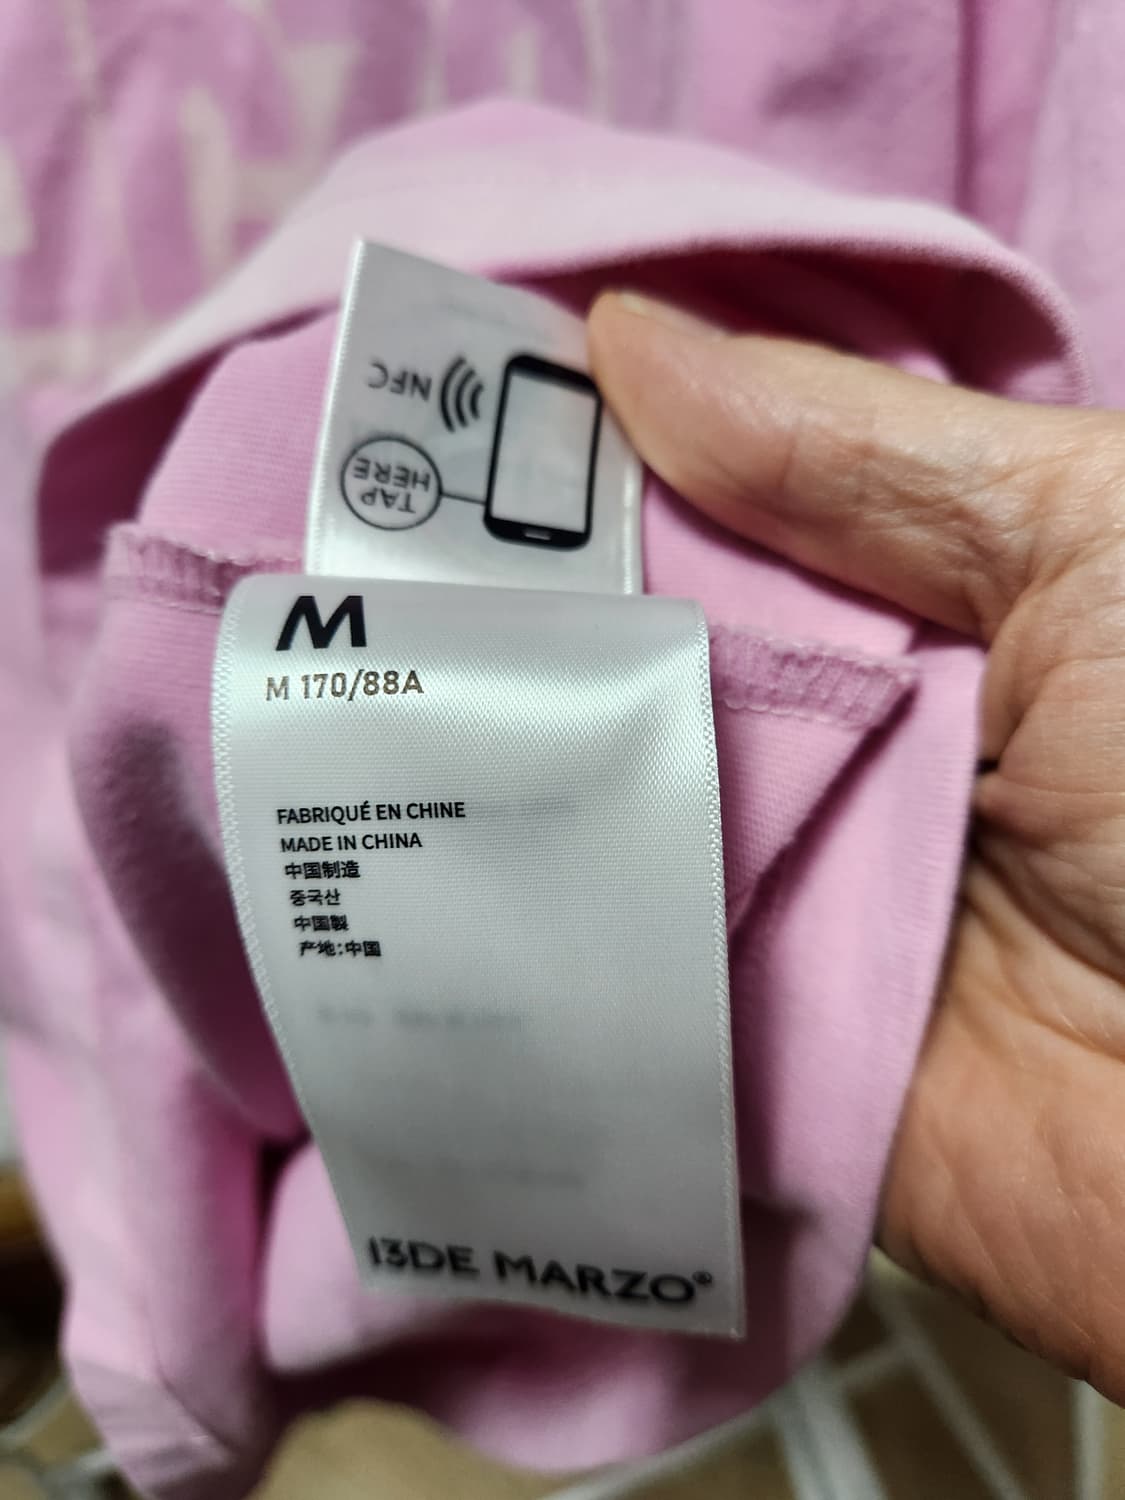 NFC
TAP
HERE
M
M 170/88A
FABRIQUÉ EN CHINE
MADE IN CHINA
中国制造
중국산
中国製
产地:中国
13DE MARZO®